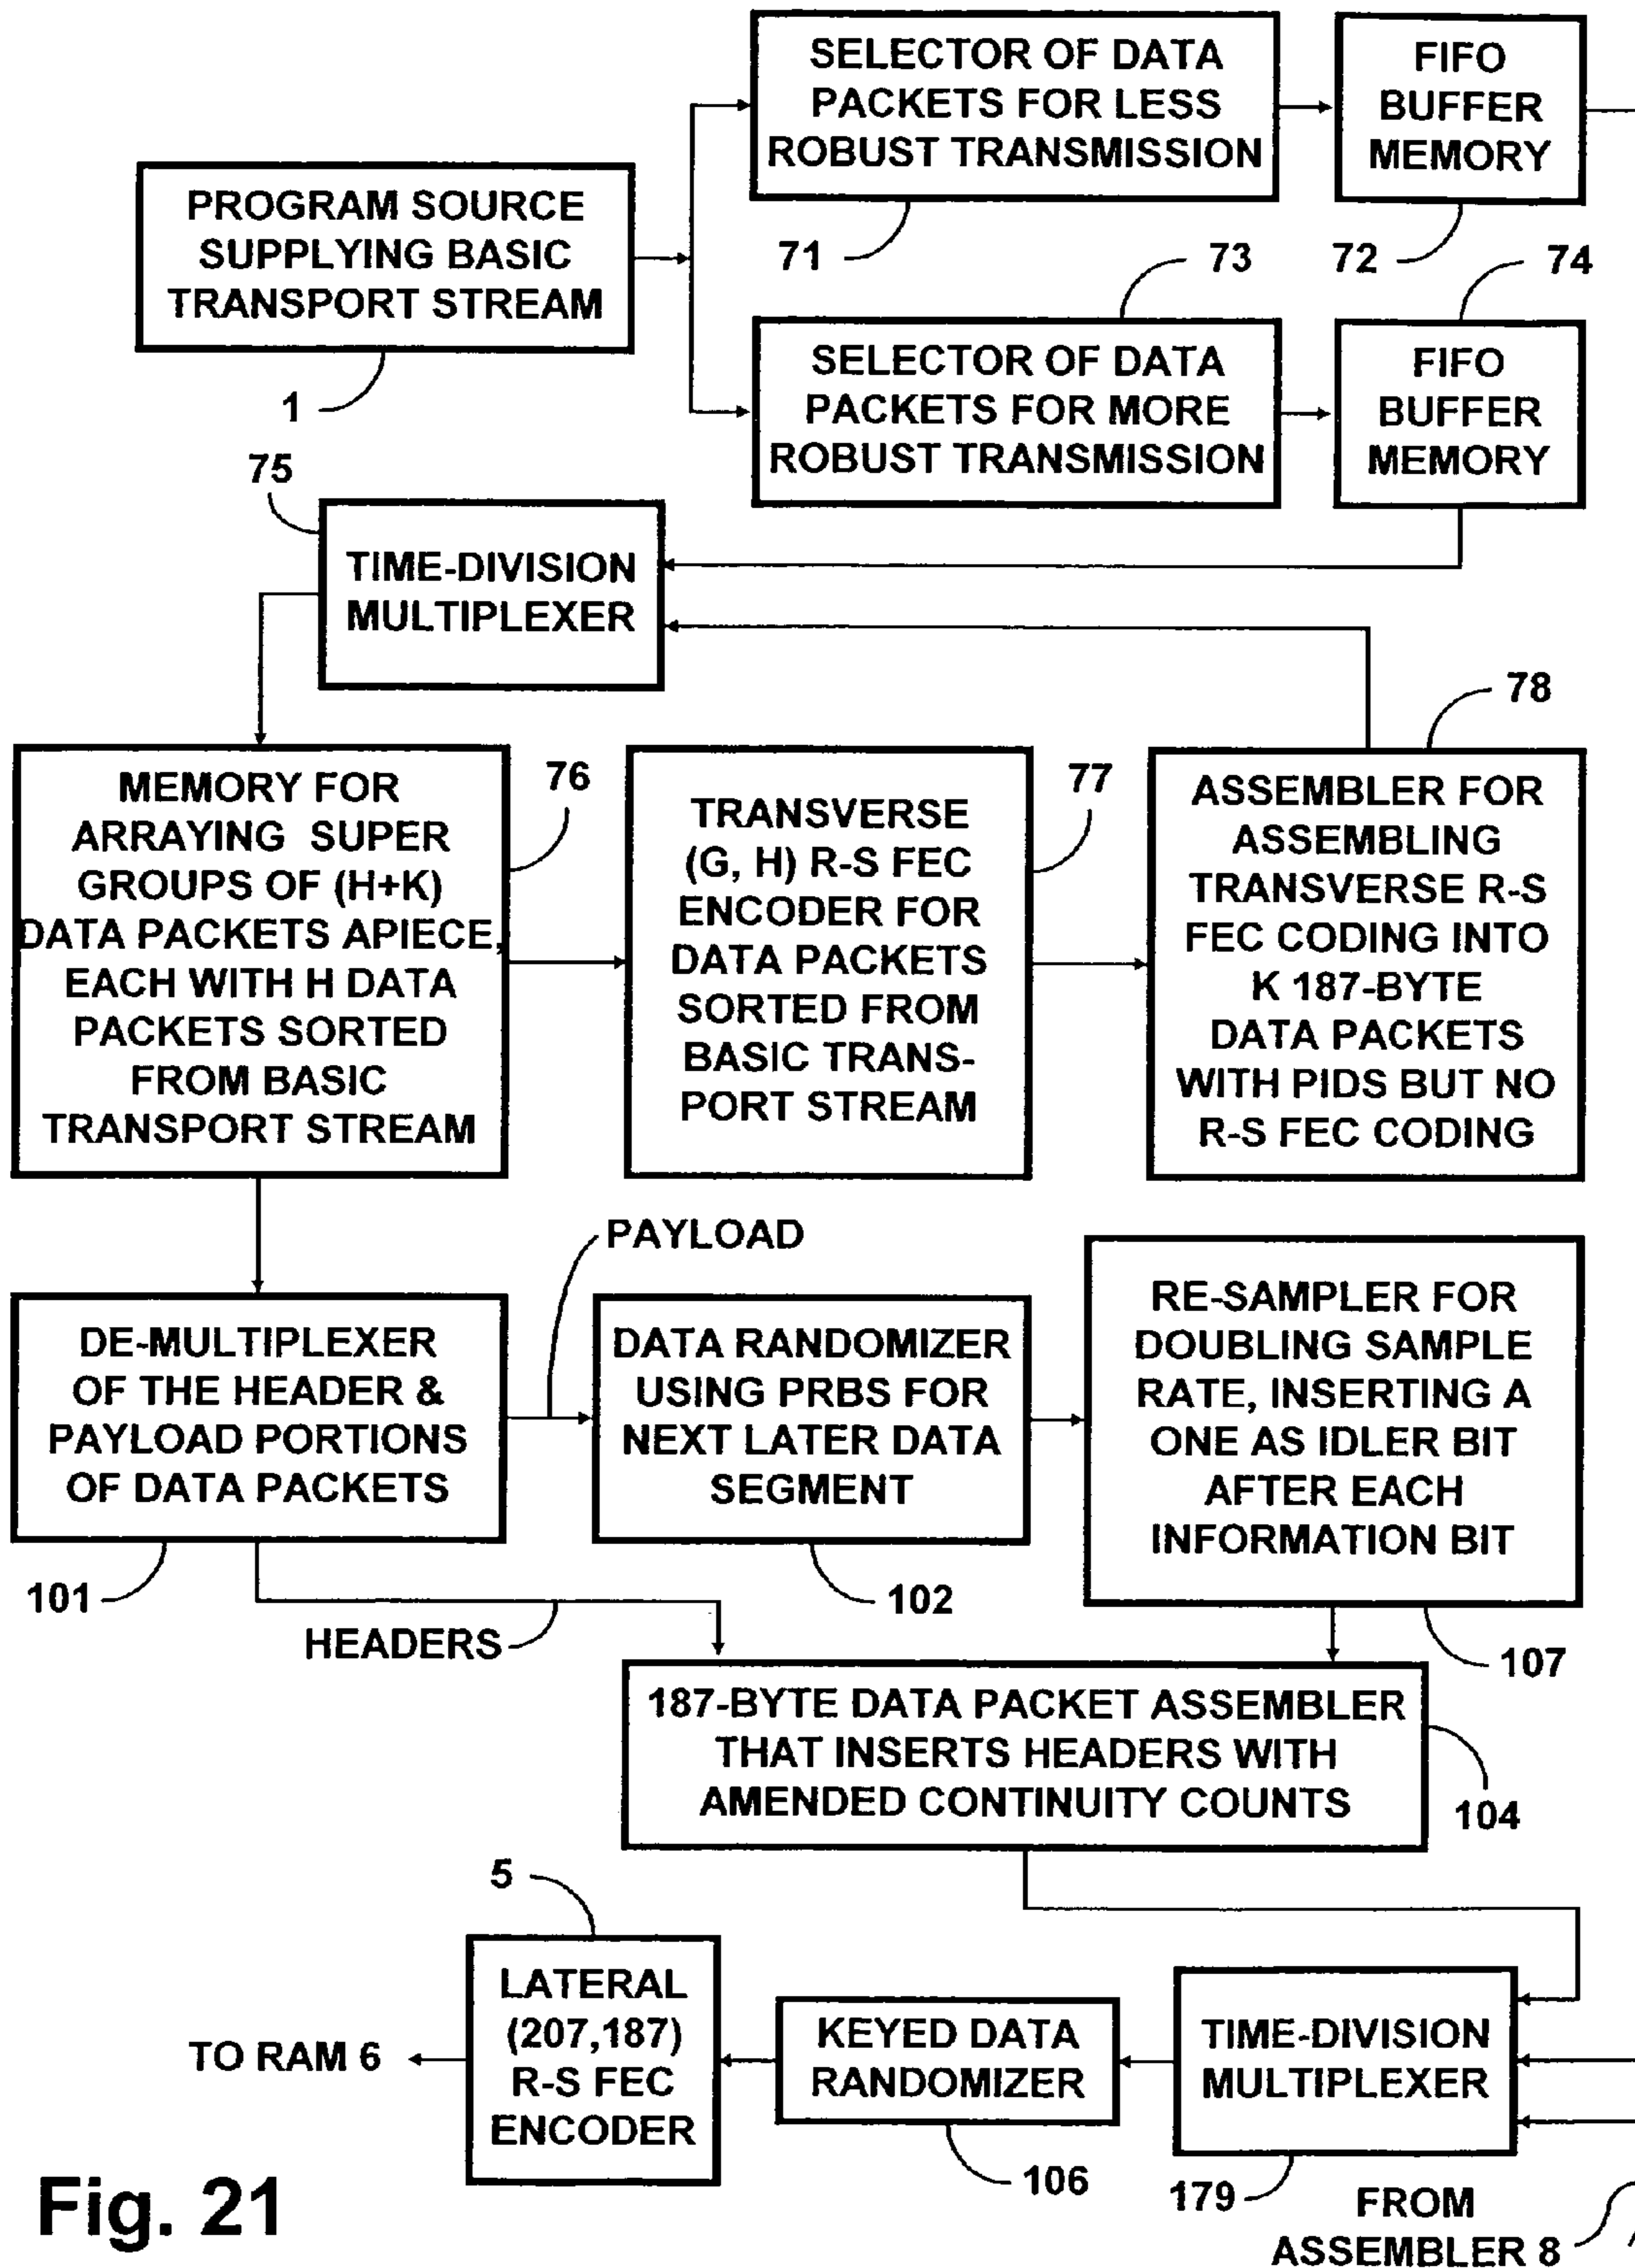 SELECTOR OF DATA
PACKETS FOR LESS
ROBUST TRANSMISSION
FIFO
BUFFER
MEMORY
PROGRAM SOURCE
SUPPLYING BASIC
TRANSPORT STREAM
71
73
72
74
SELECTOR OF DATA
PACKETS FOR MORE
ROBUST TRANSMISSION
FIFO
BUFFER
MEMORY
1
75
TIME-DIVISION
MULTIPLEXER
78
MEMORY FOR
ARRAYING SUPER
GROUPS OF (H+K)
DATA PACKETS APIECE,
EACH WITH H DATA
PACKETS SORTED
FROM BASIC
TRANSPORT STREAM
76
TRANSVERSE
(G, H) R-S FEC
ENCODER FOR
DATA PACKETS
SORTED FROM
BASIC TRANS-
PORT STREAM
77
ASSEMBLER FOR
ASSEMBLING
TRANSVERSE R-S
FEC CODING INTO
K 187-BYTE
DATA PACKETS
WITH PIDS BUT NO
R-S FEC CODING
PAYLOAD
DE-MULTIPLEXER
OF THE HEADER &
PAYLOAD PORTIONS
OF DATA PACKETS
DATA RANDOMIZER
USING PRBS FOR
NEXT LATER DATA
SEGMENT
RE-SAMPLER FOR
DOUBLING SAMPLE
RATE, INSERTING A
ONE AS IDLER BIT
AFTER EACH
INFORMATION BIT
101
102
HEADERS
107
187-BYTE DATA PACKET ASSEMBLER
THAT INSERTS HEADERS WITH
AMENDED CONTINUITY COUNTS
104
5
LATERAL
(207,187)
R-S FEC
ENCODER
TO RAM 6
KEYED DATA
RANDOMIZER
TIME-DIVISION
MULTIPLEXER
106
179
FROM
ASSEMBLER 8
Fig. 21